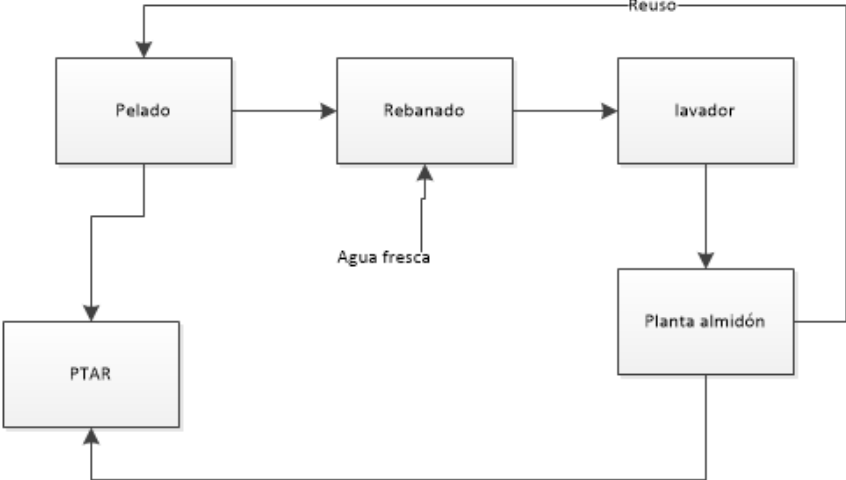 Reuso
Pelado
Rebanado
lavador
Agua fresca
Planta almidón
PTAR